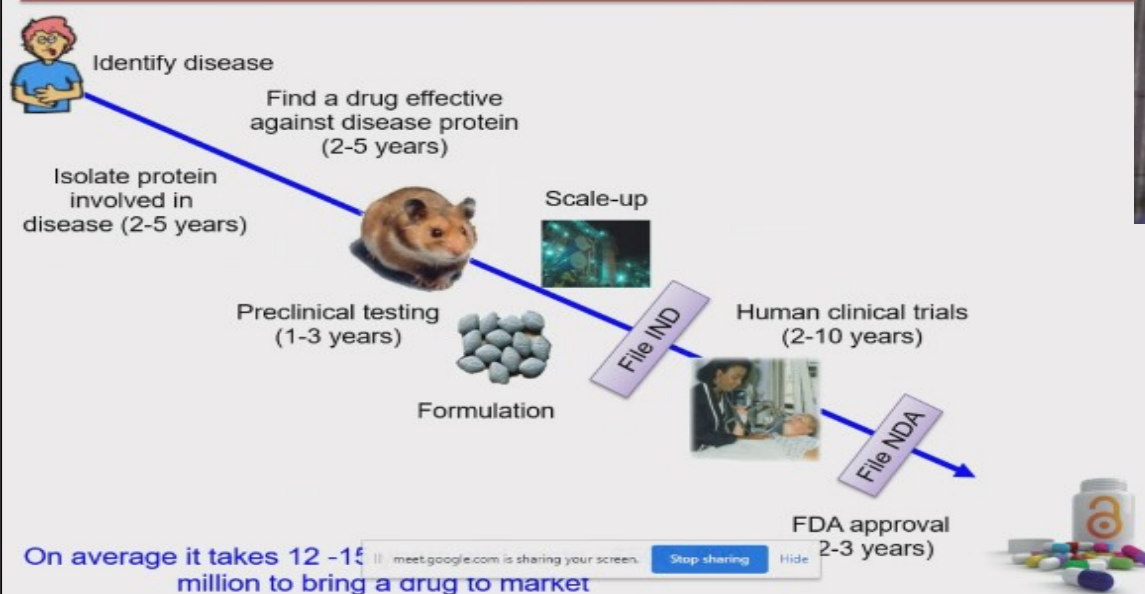 Identify disease
Find a drug effective
against disease protein
(2-5 years)
Isolate protein
involved in
disease (2-5 years)
Scale-up
Preclinical testing
(1-3 years)
Formulation
File IND
Human clinical trials
(2-10 years)
File NDA
FDA approval
2-3 years)
On average it takes 12 -15
million to bring a drug to market
meet.google.com is sharing your screen.
Stop sharing
Hide